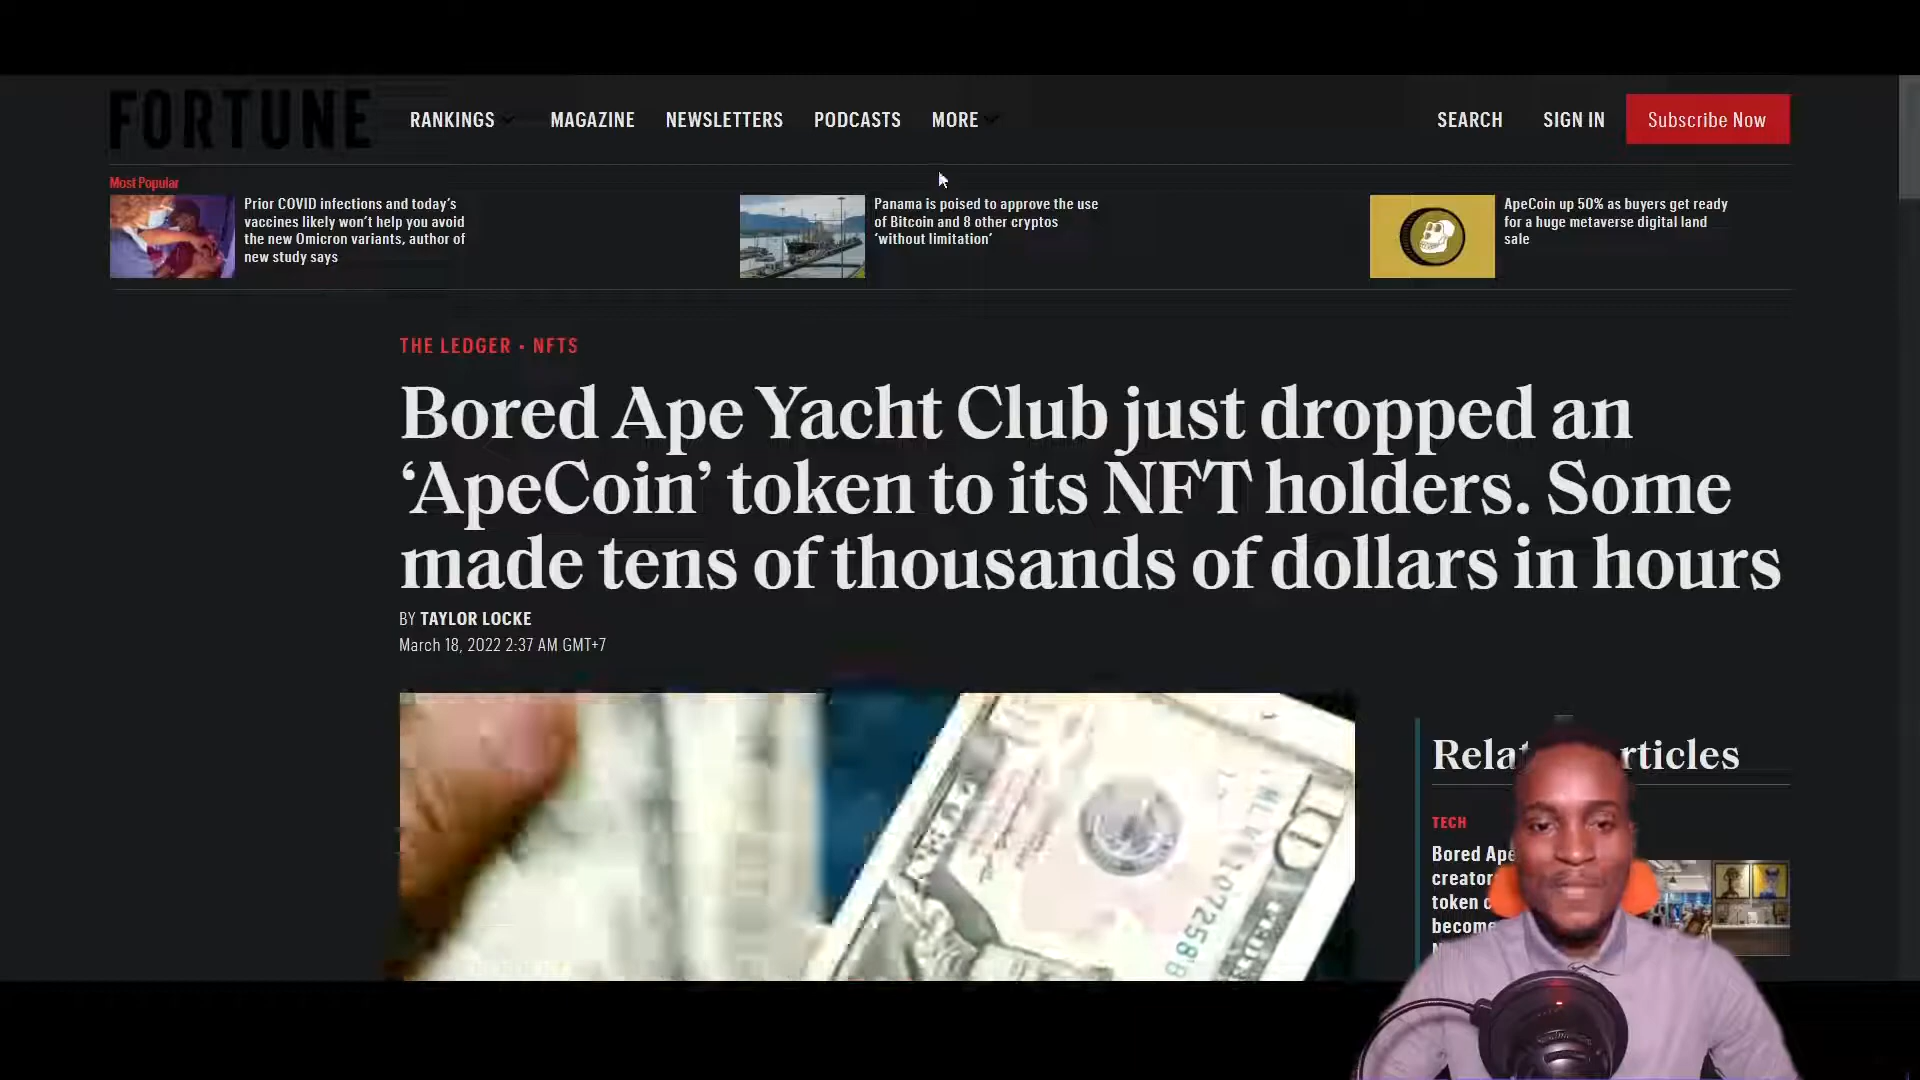 FORTUNE
RANKINGS
MAGAZINE
NEWSLETTERS
PODCASTS
MORE
SEARCH
SIGN IN
Subscribe Now
Most Popular
Prior COVID infections and today's
vaccines likely won't help you avoid
the new Omicron variants, author of
new study says
Panama is poised to approve the use
of Bitcoin and 8 other cryptos
'without limitation'
ApeCoin up 50% as buyers get ready
for a huge metaverse digital land
sale
THE LEDGER • NFTS
Bored Ape Yacht Club just dropped an
‘ApeCoin’ token to its NFT holders. Some
made tens of thousands of dollars in hours
BY TAYLOR LOCKE
March 18, 2022 2:37 AM GMT+7
TECH
Bored Ape
token